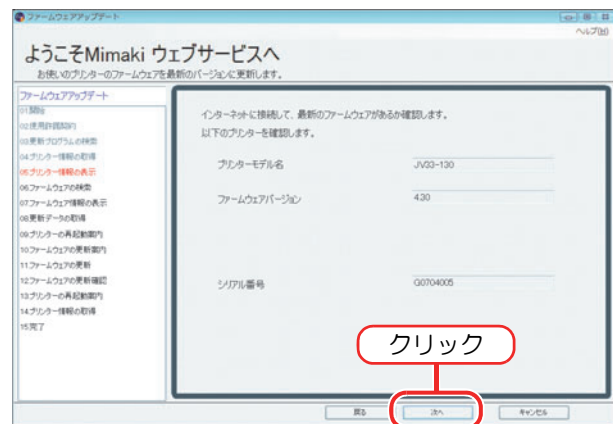 ファームウェアアップデート
ヘルプ(H)
ようこそMimaki ウェブサービスへ
お使いのプリンターのファームウェアを最新のバージョンに更新します。
ファームウェアアップデート
01開始
02使用許諾契約
03更新プログラムの検索
04プリンター情報の取得
05プリンター情報の表示
06ファームウェアの検索
07ファームウェア情報の表示
08更新データの取得
09プリンターの再起動案内
10ファームウェアの更新案内
11ファームウェアの更新
12ファームウェアの更新確認
13プリンターの再起動案内
14プリンター情報の取得
15完了
インターネットに接続して、最新のファームウェアがあるか確認します。
以下のプリンターを確認します。
プリンターモデル名 JV33-130
ファームウェアバージョン 4.30
シリアル番号 G0704005
クリック
戻る 次へ キャンセル